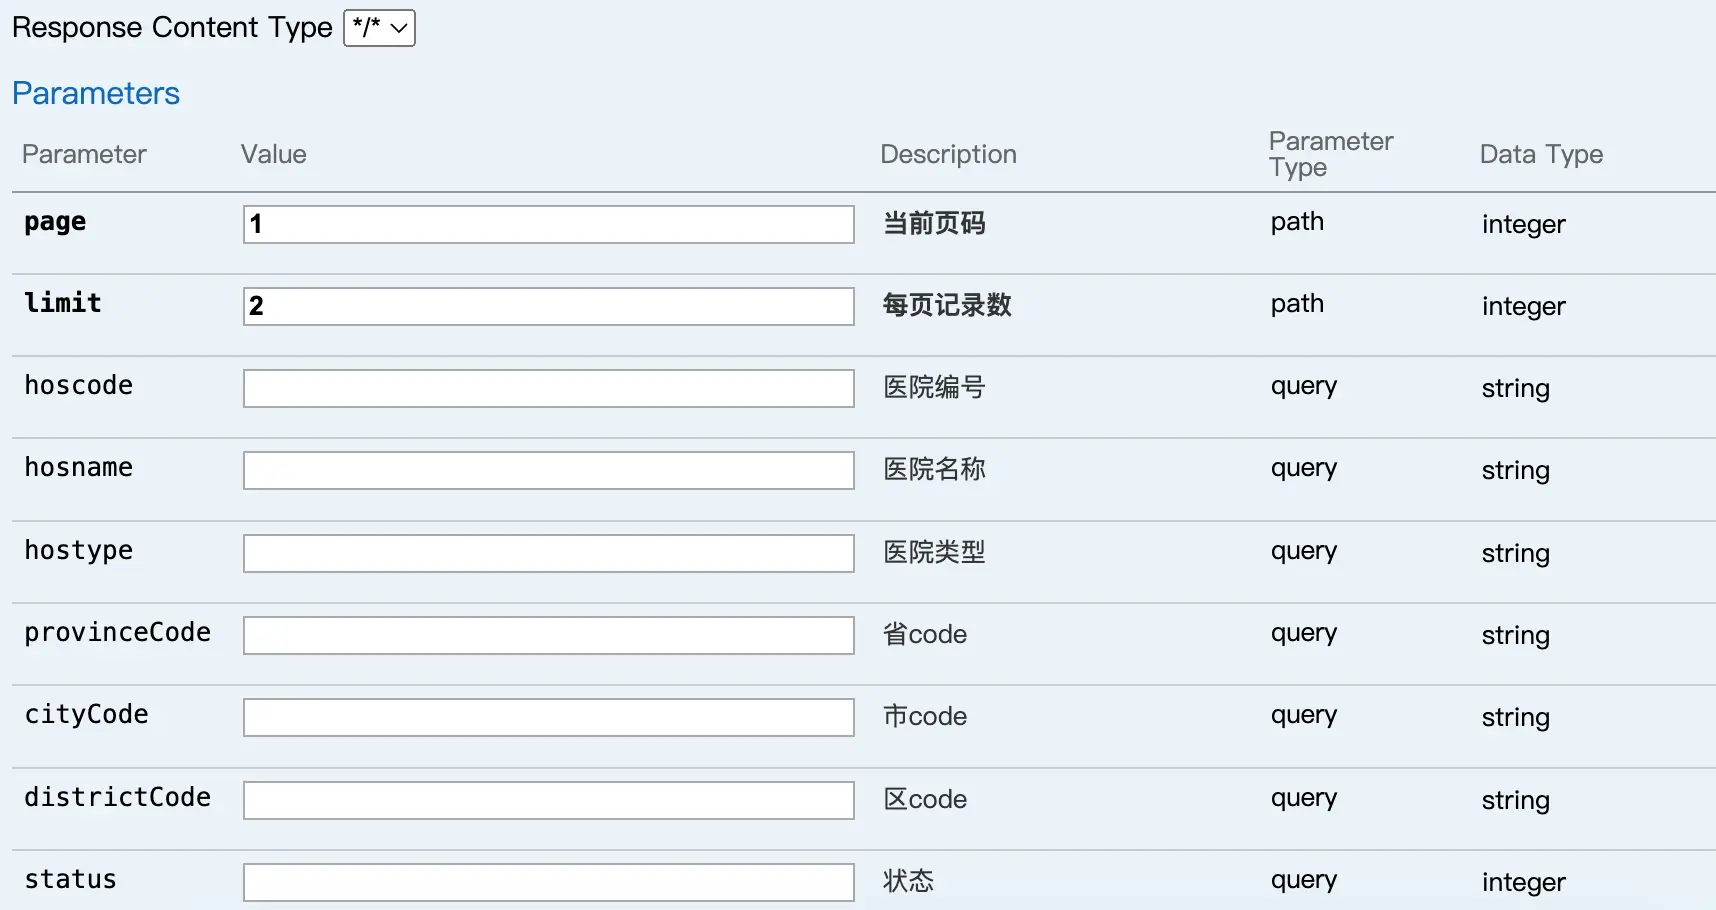 Response Content Type */*
Parameters
Parameter Value Description Parameter Type Data Type
page 1 当前页码 path integer
limit 2 每页记录数 path integer
hoscode 医院编号 query string
hosname 医院名称 query string
hostype 医院类型 query string
provinceCode 省code query string
cityCode 市code query string
districtCode 区code query string
status 状态 query integer